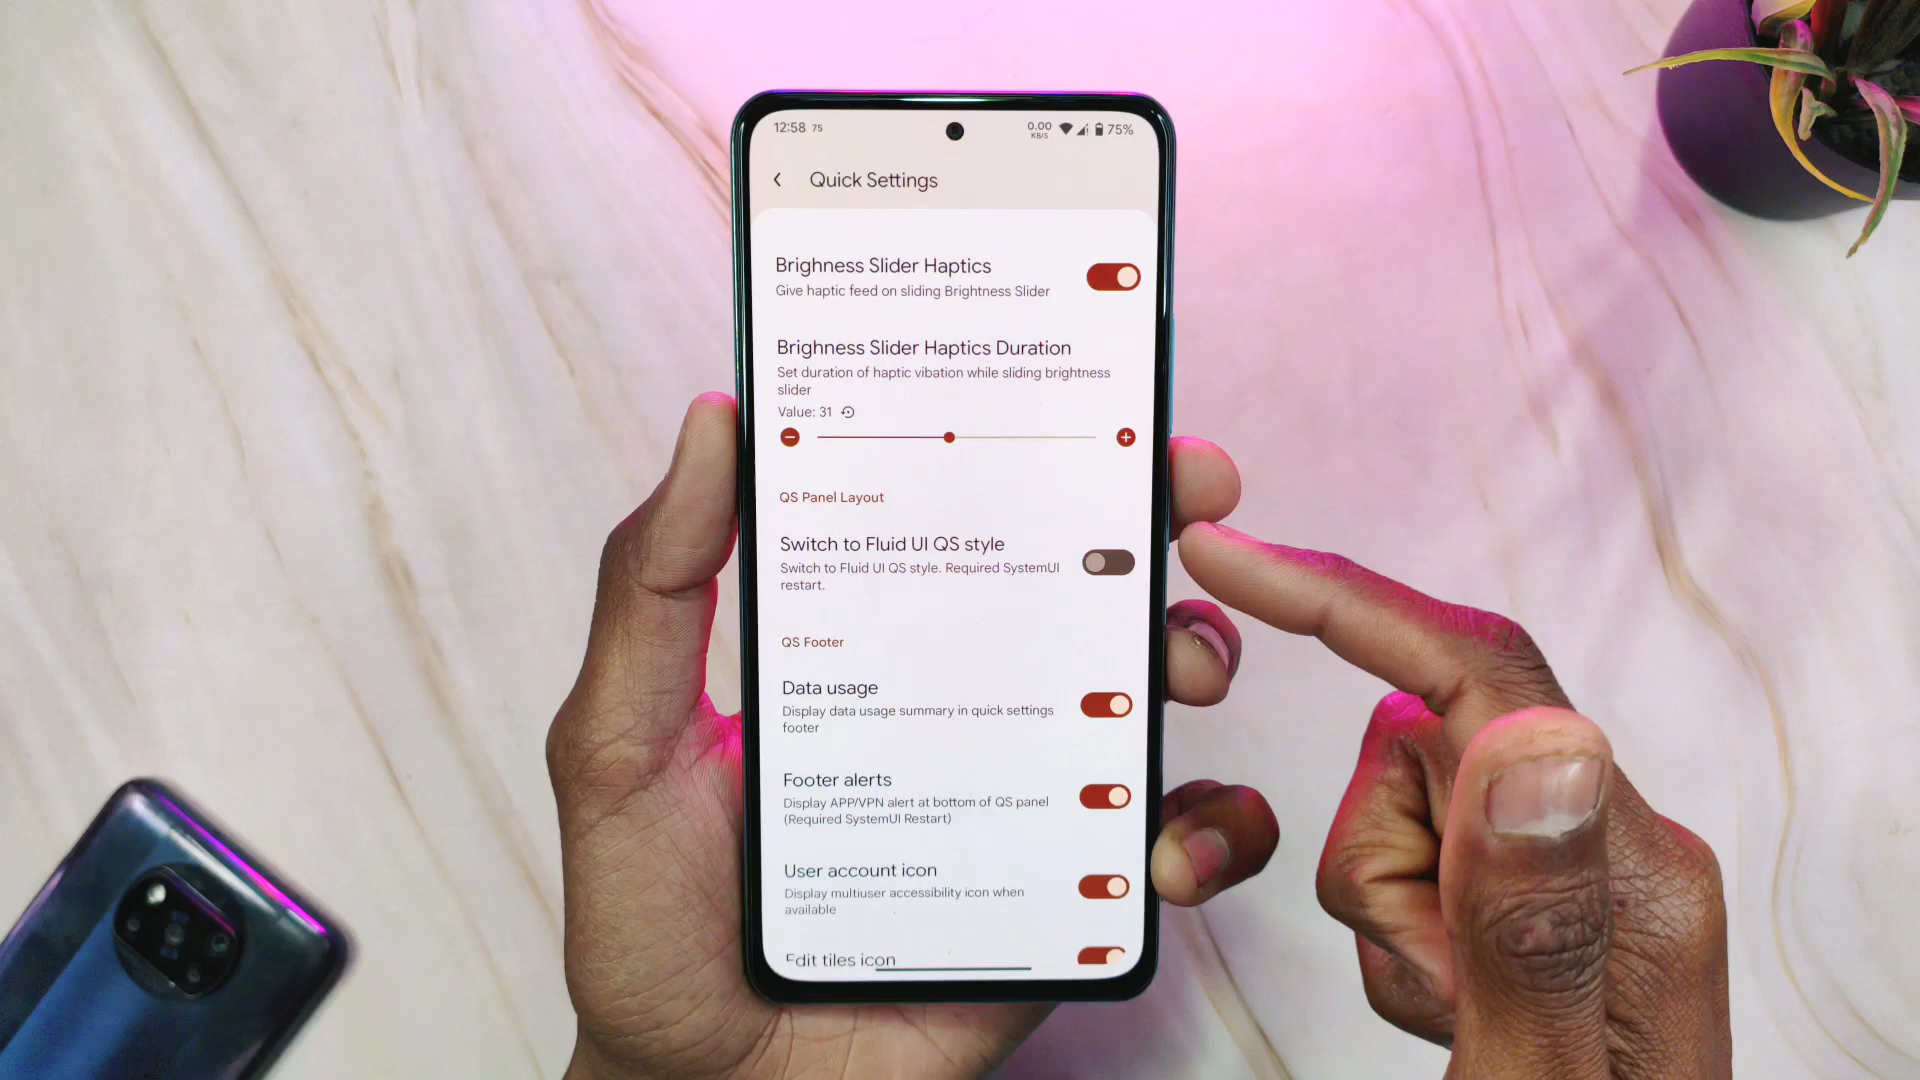 12:58 75
0.00 KB/S 75%
Quick Settings
Brighness Slider Haptics
Give haptic feed on sliding Brightness Slider
Brighness Slider Haptics Duration
Set duration of haptic vibation while sliding brightness
slider
Value: 31
QS Panel Layout
Switch to Fluid UI QS style
Switch to Fluid UI QS style. Required SystemUI
restart.
QS Footer
Data usage
Display data usage summary in quick settings
footer
Footer alerts
Display APP/VPN alert at bottom of QS panel
(Required SystemUI Restart)
User account icon
Display multiuser accessibility icon when
available
Edit tiles icon